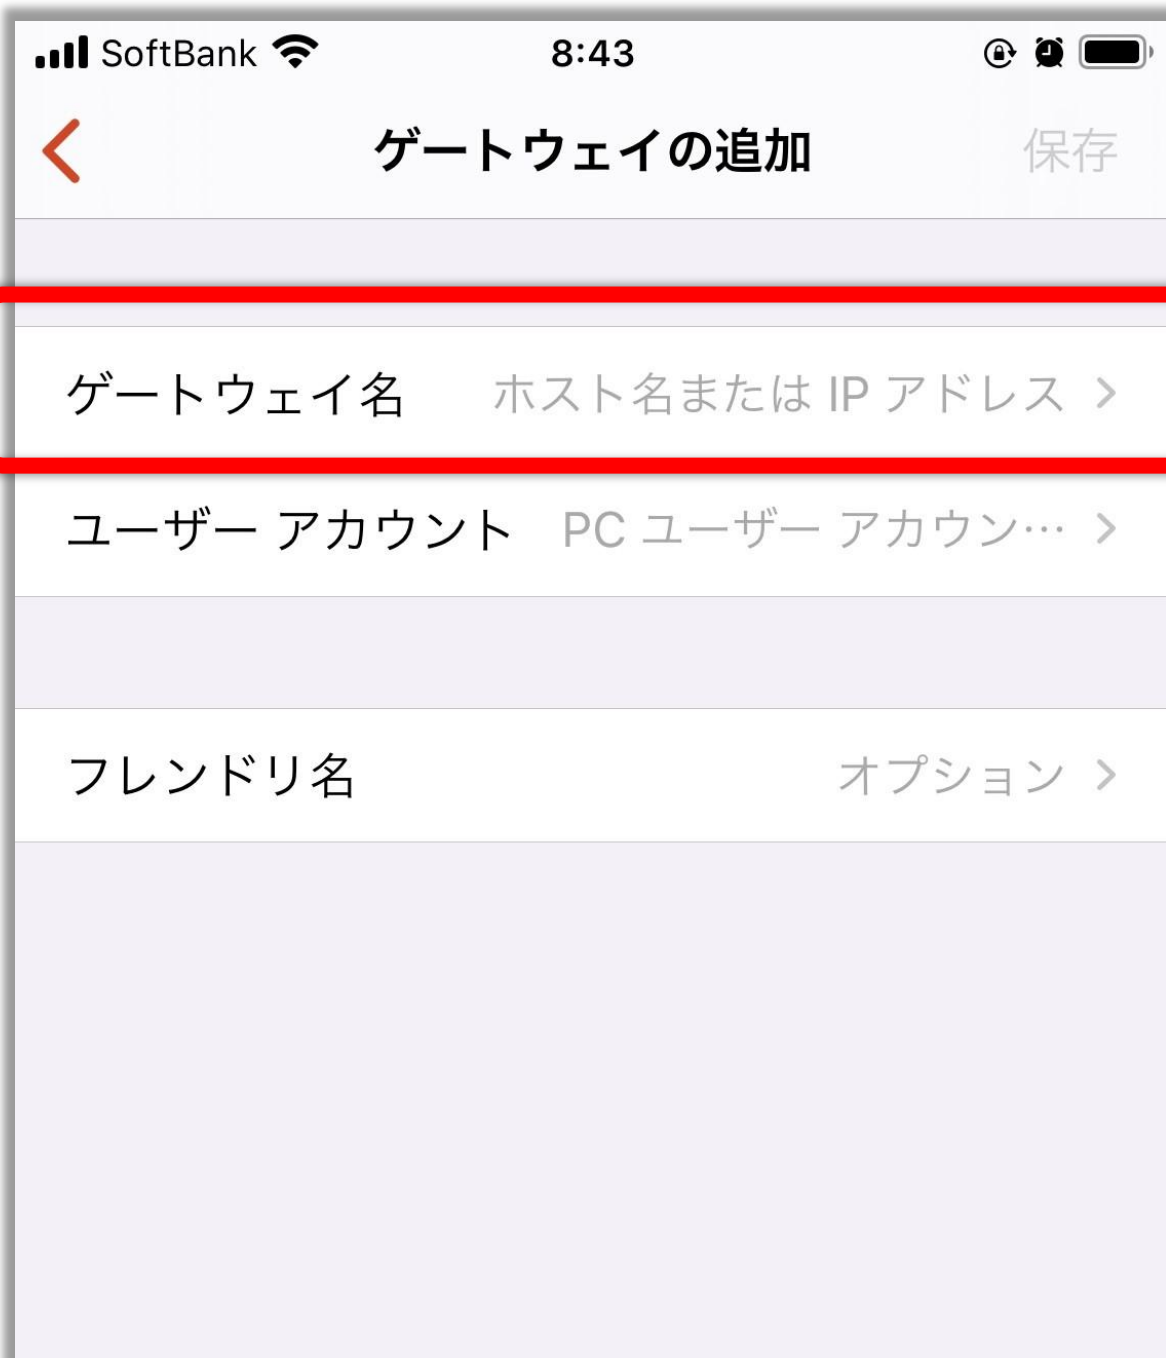 SoftBank 8:43
ゲートウェイの追加 保存
ゲートウェイ名 ホスト名または IP アドレス
ユーザー アカウント PC ユーザー アカウン…
フレンドリ名 オプション